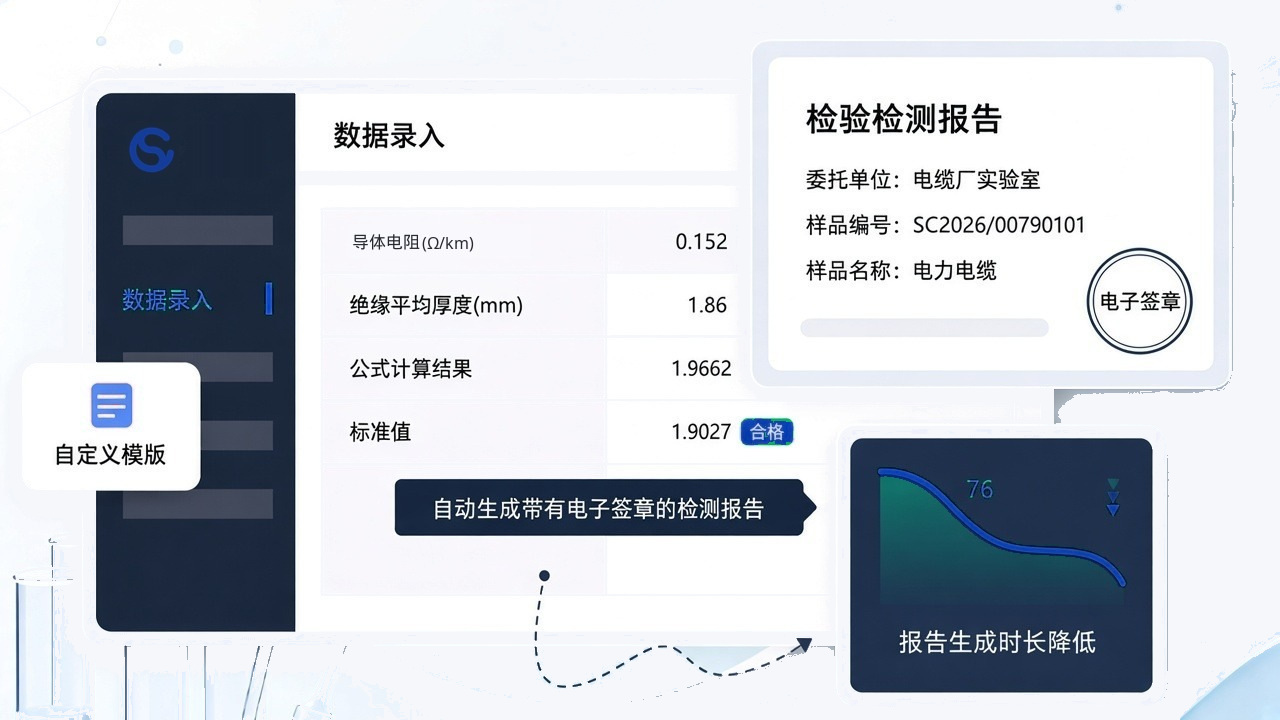 数据录入
数据录入
导体电阻(Ω/km) 0.152
绝缘平均厚度(mm) 1.86
公式计算结果 1.9662
标准值 1.9027 合格
自定义模版
自动生成带有电子签章的检测报告
检验检测报告
委托单位：电缆厂实验室
样品编号：SC2026/00790101
样品名称：电力电缆
电子签章
76
报告生成时长降低